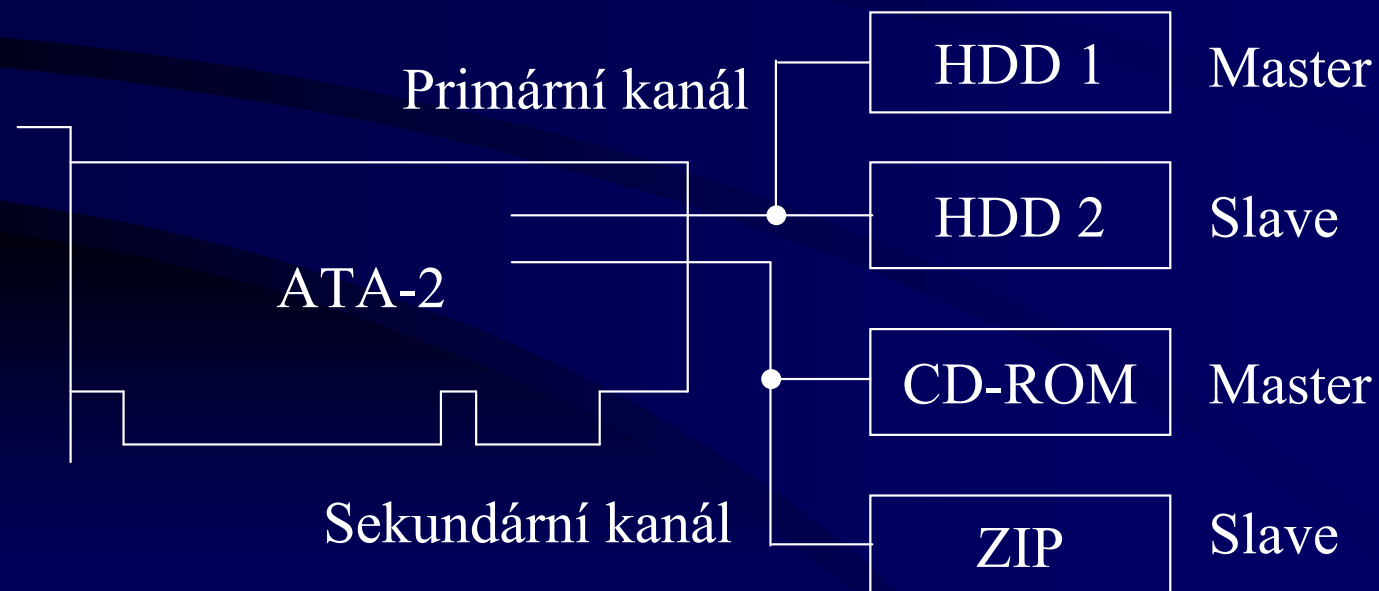 HDD 1 Master
Primární kanál
HDD 2 Slave
ATA-2
CD-ROM Master
Sekundární kanál
ZIP Slave